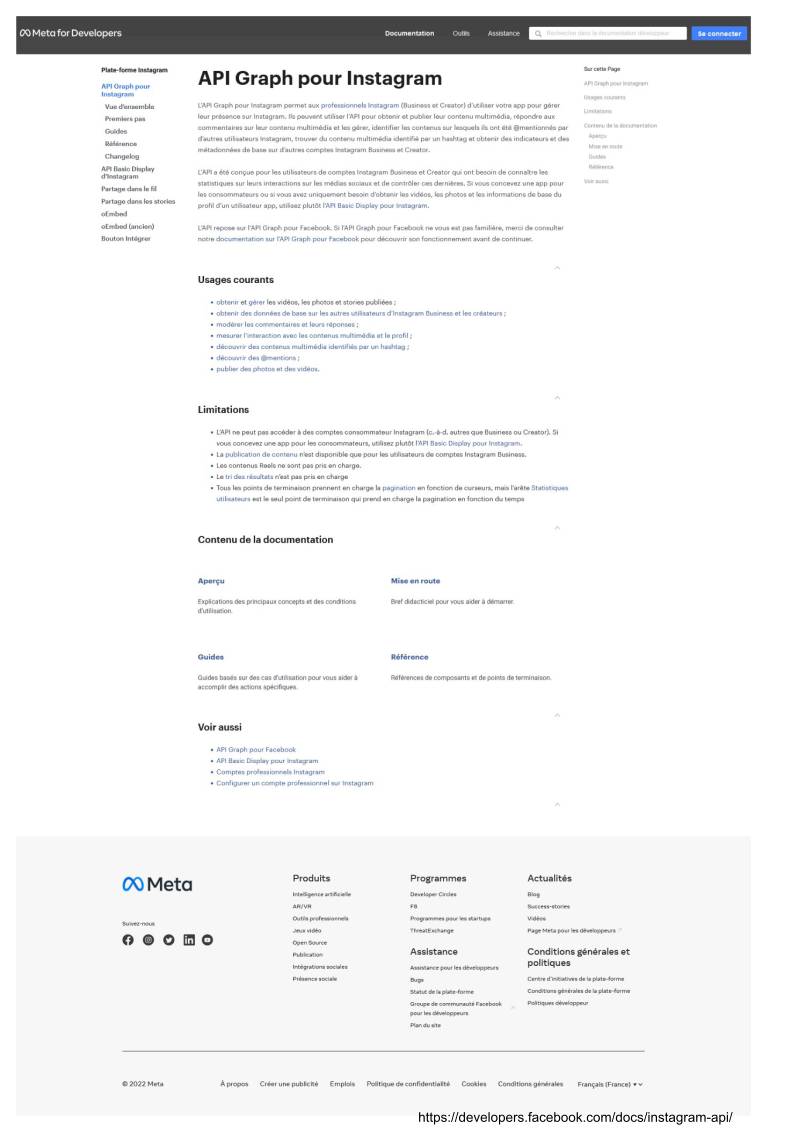 Meta for Developers
Documentation
Outils
Assistance
Recherche dans la documentation développeur
Se connecter
Plate-forme Instagram
API Graph pour
Instagram
Vue d'ensemble
Premiers pas
Guides
Référence
Changelog
API Basic Display
d'Instagram
Partage dans le fil
Partage dans les stories
oEmbed
oEmbed (ancien)
Bouton Intégrer
API Graph pour Instagram
L'API Graph pour Instagram permet aux professionnels Instagram (Business et Creator) d'utiliser votre app pour gérer
leur présence sur Instagram. Ils peuvent utiliser l'API pour obtenir et publier leur contenu multimédia, répondre aux
commentaires sur leur contenu multimédia et les gérer, identifier les contenus sur lesquels ils ont été @mentionnés par
d'autres utilisateurs Instagram, trouver du contenu multimédia identifié par un hashtag et obtenir des indicateurs et des
métadonnées de base sur d'autres comptes Instagram Business et Creator.
L'API a été conçue pour les utilisateurs de comptes Instagram Business et Creator qui ont besoin de connaître les
statistiques sur leurs interactions sur les médias sociaux et de contrôler ces dernières. Si vous concevez une app pour
les consommateurs ou si vous avez uniquement besoin d'obtenir les vidéos, les photos et les informations de base du
profil d'un utilisateur app, utilisez plutôt l'API Basic Display pour Instagram.
L'API repose sur l'API Graph pour Facebook. Si l'API Graph pour Facebook ne vous est pas familière, merci de consulter
notre documentation sur l'API Graph pour Facebook pour découvrir son fonctionnement avant de continuer.
Sur cette Page
API Graph pour Instagram
Usages courants
Limitations
Contenu de la documentation
Aperçu
Mise en route
Guides
Référence
Voir aussi
Usages courants
• obtenir et gérer les vidéos, les photos et stories publiées ;
• obtenir des données de base sur les autres utilisateurs d'Instagram Business et les créateurs ;
• modérer les commentaires et leurs réponses ;
• mesurer l'interaction avec les contenus multimédia et le profil ;
• découvrir des contenus multimédia identifiés par un hashtag ;
• découvrir des @mentions ;
• publier des photos et des vidéos.
Limitations
• L'API ne peut pas accéder à des comptes consommateur Instagram (c.-à-d. autres que Business ou Creator). Si
vous concevez une app pour les consommateurs, utilisez plutôt l'API Basic Display pour Instagram.
• La publication de contenu n'est disponible que pour les utilisateurs de comptes Instagram Business.
• Les contenus Reels ne sont pas pris en charge.
• Le tri des résultats n'est pas pris en charge
• Tous les points de terminaison prennent en charge la pagination en fonction de curseurs, mais l'arête Statistiques
utilisateurs est le seul point de terminaison qui prend en charge la pagination en fonction du temps
Contenu de la documentation
Aperçu
Explications des principaux concepts et des conditions
d'utilisation.
Mise en route
Bref didacticiel pour vous aider à démarrer.
Guides
Guides basés sur des cas d'utilisation pour vous aider à
accomplir des actions spécifiques.
Référence
Références de composants et de points de terminaison.
Voir aussi
• API Graph pour Facebook
• API Basic Display pour Instagram
• Comptes professionnels Instagram
• Configurer un compte professionnel sur Instagram
Meta
Suivez-nous
Produits
Intelligence artificielle
AR/VR
Outils professionnels
Jeux vidéo
Open Source
Publication
Intégrations sociales
Présence sociale
Programmes
Developer Circles
F8
Programmes pour les startups
ThreatExchange
Assistance
Assistance pour les développeurs
Bugs
Statut de la plate-forme
Groupe de communauté Facebook
pour les développeurs
Plan du site
Actualités
Blog
Success-stories
Vidéos
Page Meta pour les développeurs
Conditions générales et
politiques
Centre d'initiatives de la plate-forme
Conditions générales de la plate-forme
Politiques développeur
© 2022 Meta
À propos
Créer une publicité
Emplois
Politique de confidentialité
Cookies
Conditions générales
Français (France)
https://developers.facebook.com/docs/instagram-api/